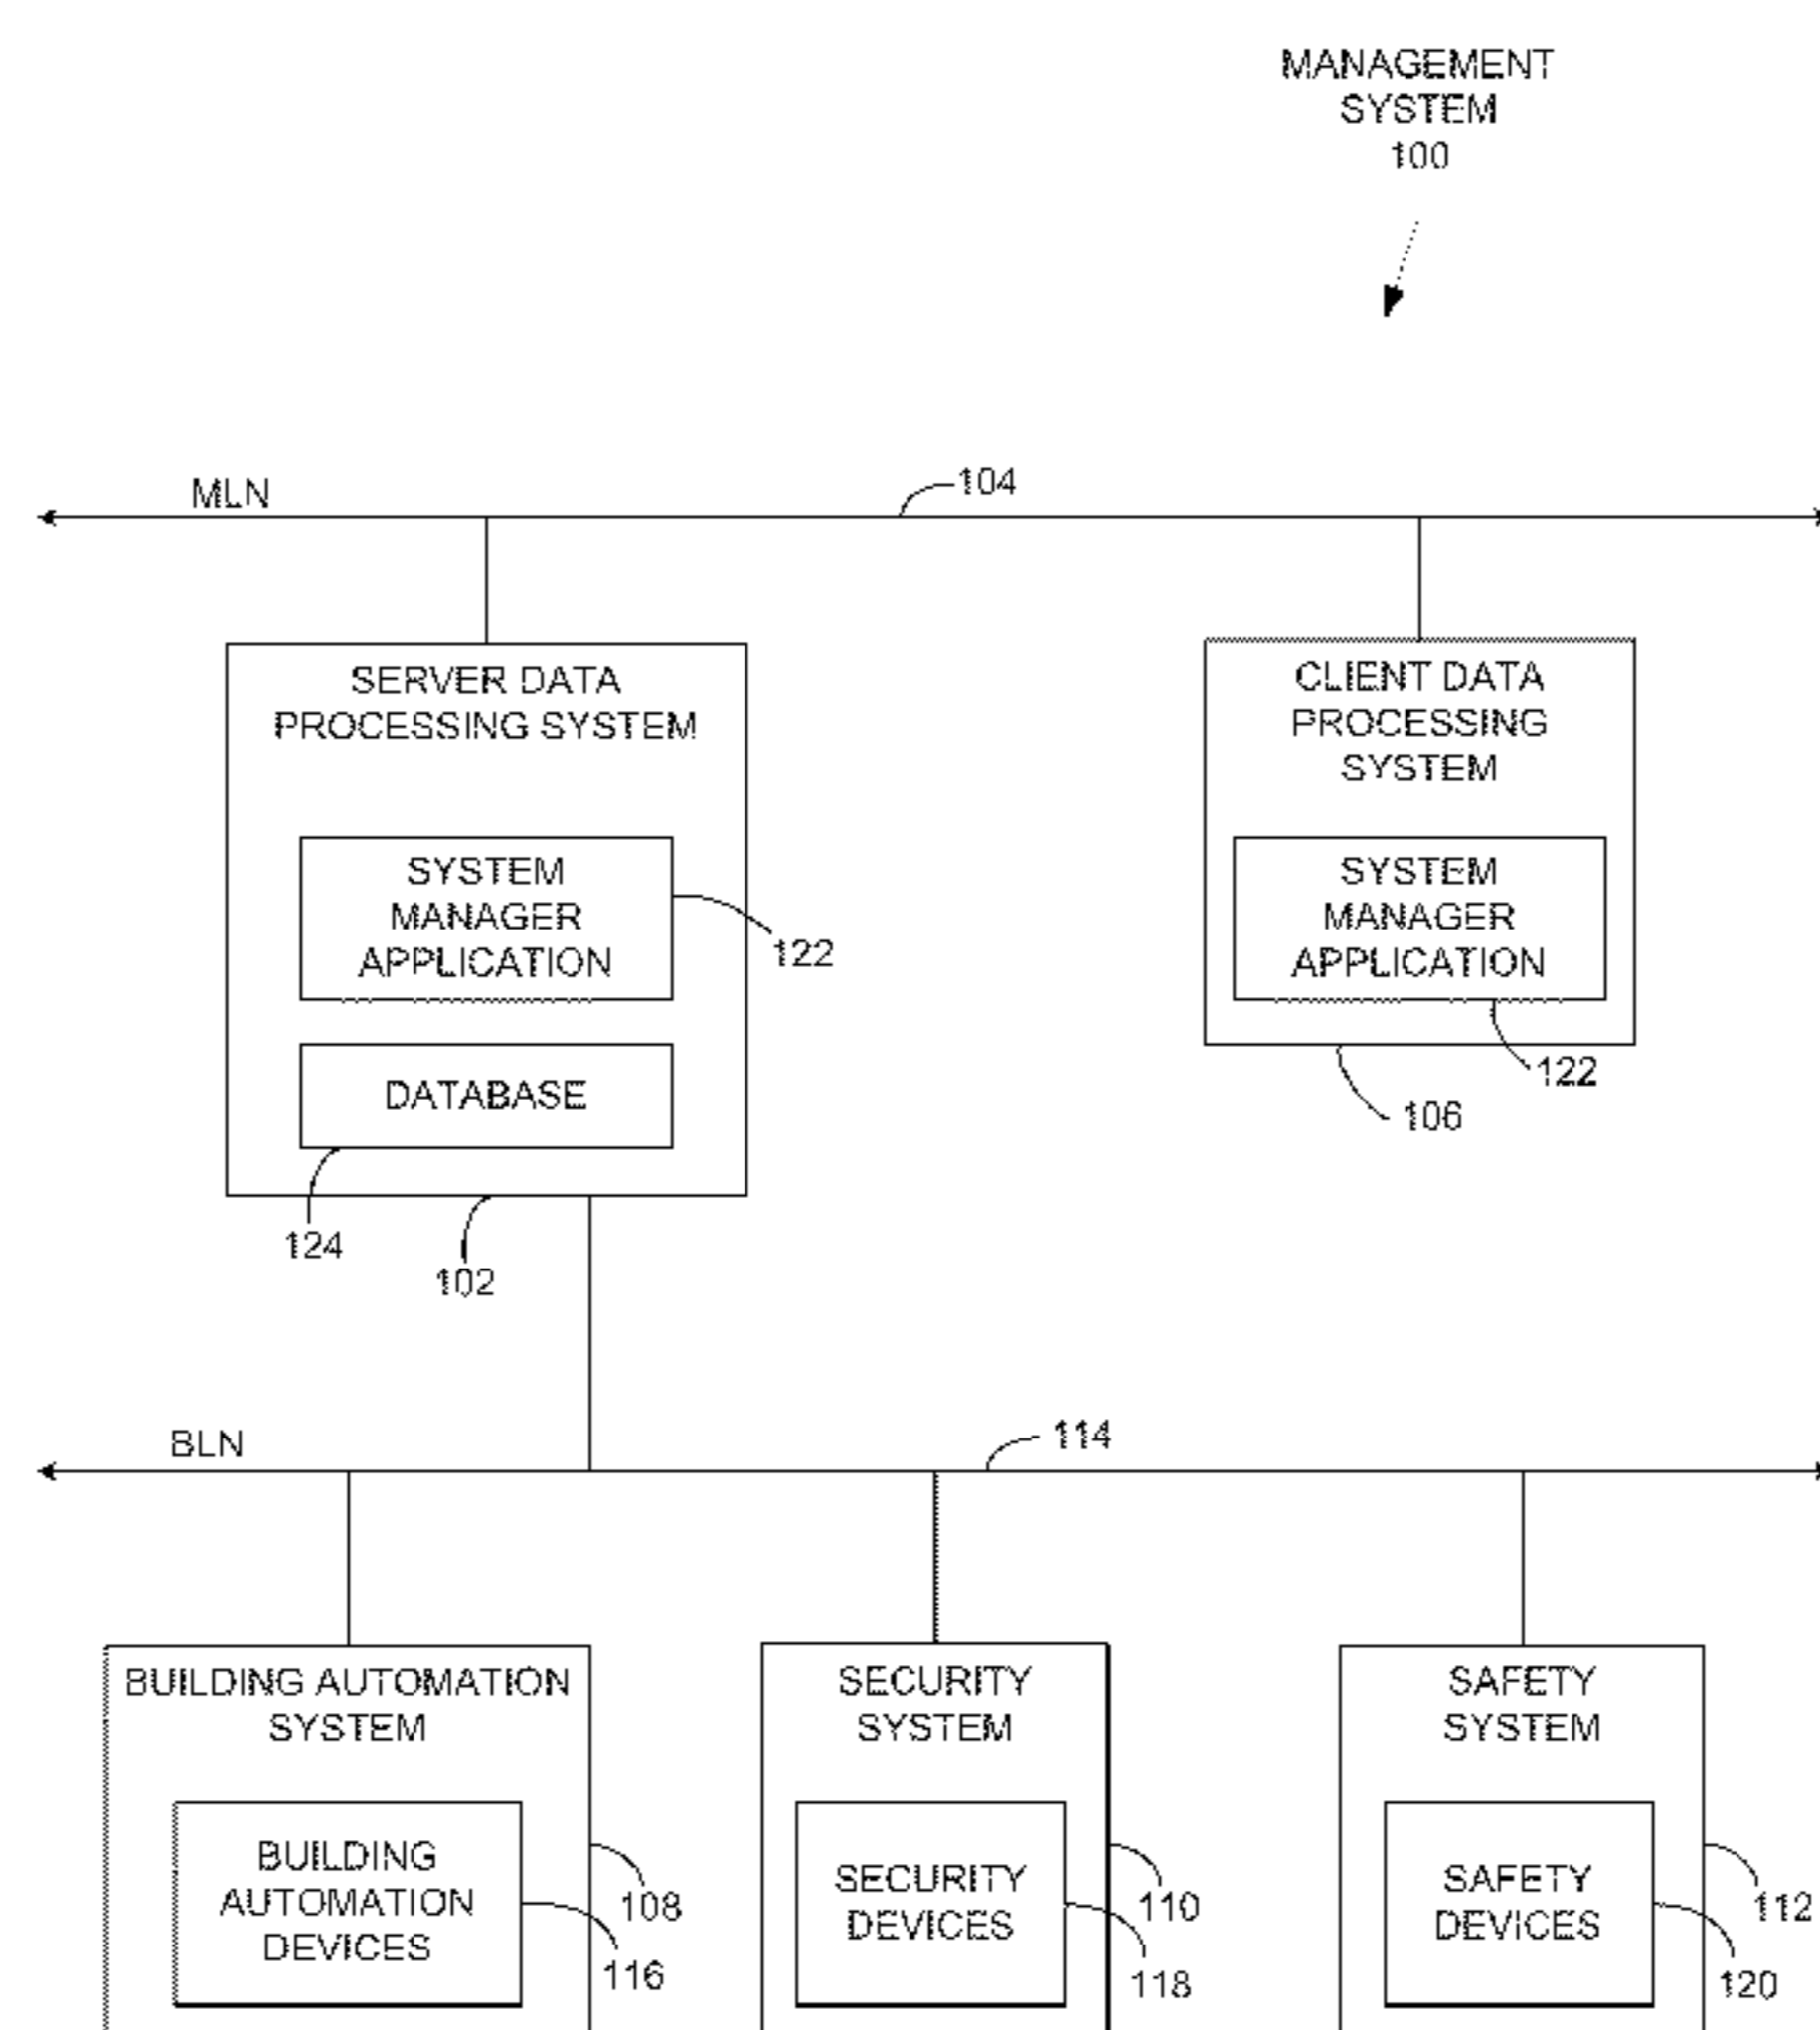 MANAGEMENT
SYSTEM
100
MLN
104
SERVER DATA
PROCESSING SYSTEM
SYSTEM
MANAGER
APPLICATION
122
DATABASE
124
102
CLIENT DATA
PROCESSING
SYSTEM
SYSTEM
MANAGER
APPLICATION
122
106
BLN
114
BUILDING AUTOMATION
SYSTEM
BUILDING
AUTOMATION
DEVICES
108
116
SECURITY
SYSTEM
SECURITY
DEVICES
110
118
SAFETY
SYSTEM
SAFETY
DEVICES
112
120